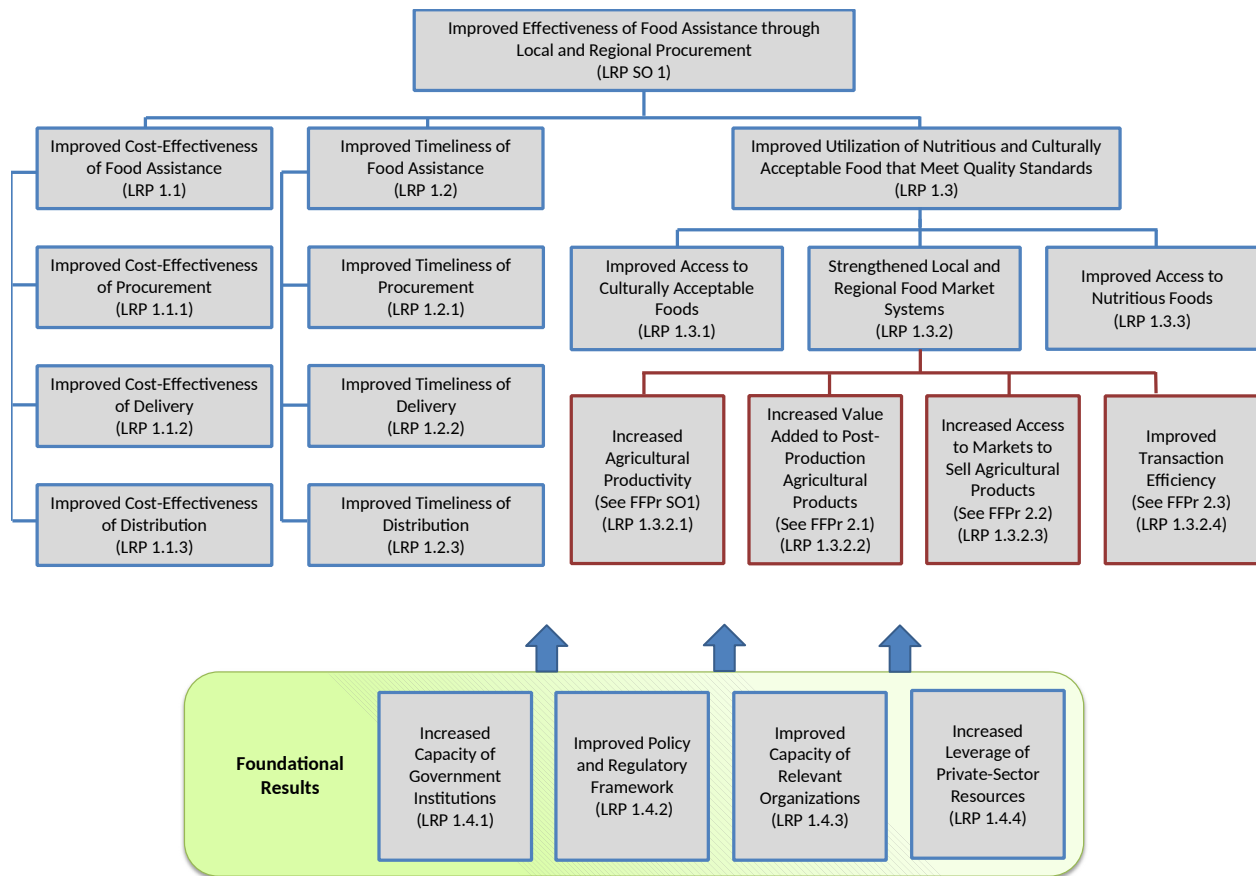 Improved Effectiveness of Food Assistance through
Local and Regional Procurement
(LRP SO 1)
Improved Cost-Effectiveness
of Food Assistance
(LRP 1.1)
Improved Timeliness of
Food Assistance
(LRP 1.2)
Improved Utilization of Nutritious and Culturally
Acceptable Food that Meet Quality Standards
(LRP 1.3)
Improved Cost-Effectiveness
of Procurement
(LRP 1.1.1)
Improved Timeliness of
Procurement
(LRP 1.2.1)
Improved Access to
Culturally Acceptable
Foods
(LRP 1.3.1)
Strengthened Local and
Regional Food Market
Systems
(LRP 1.3.2)
Improved Access to
Nutritious Foods
(LRP 1.3.3)
Improved Cost-Effectiveness
of Delivery
(LRP 1.1.2)
Improved Timeliness of
Delivery
(LRP 1.2.2)
Increased
Agricultural
Productivity
(See FFPr SO1)
(LRP 1.3.2.1)
Increased Value
Added to Post-
Production
Agricultural
Products
(See FFPr 2.1)
(LRP 1.3.2.2)
Increased Access
to Markets to
Sell Agricultural
Products
(See FFPr 2.2)
(LRP 1.3.2.3)
Improved
Transaction
Efficiency
(See FFPr 2.3)
(LRP 1.3.2.4)
Improved Cost-Effectiveness
of Distribution
(LRP 1.1.3)
Improved Timeliness of
Distribution
(LRP 1.2.3)
Foundational
Results
Increased
Capacity of
Government
Institutions
(LRP 1.4.1)
Improved Policy
and Regulatory
Framework
(LRP 1.4.2)
Improved
Capacity of
Relevant
Organizations
(LRP 1.4.3)
Increased
Leverage of
Private-Sector
Resources
(LRP 1.4.4)